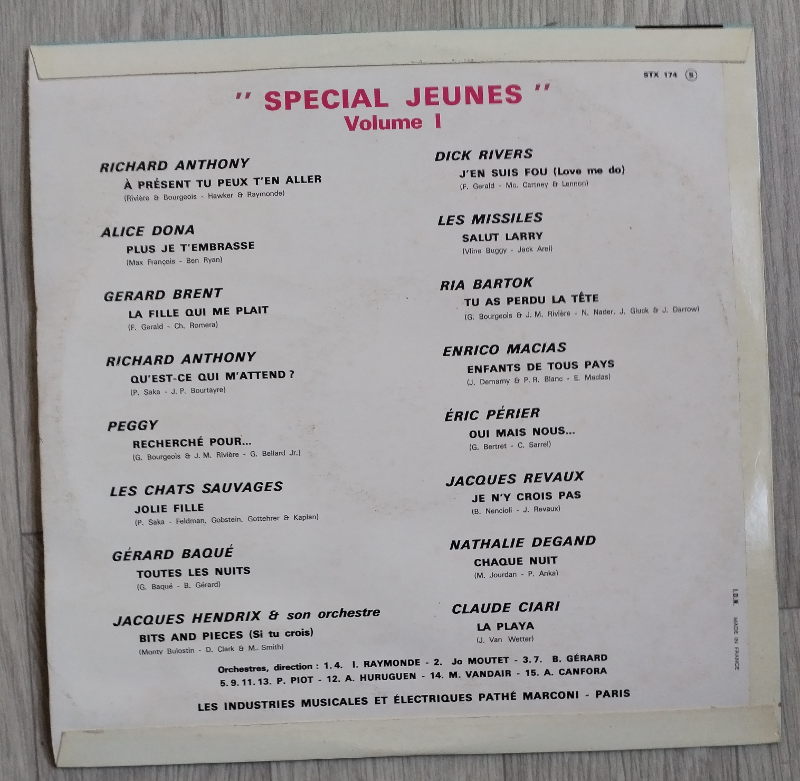 STX 174 S
" SPECIAL JEUNES "
Volume I
RICHARD ANTHONY
À PRÉSENT TU PEUX T'EN ALLER
(Rivière & Bourgeois - Hawker & Raymonde)
ALICE DONA
PLUS JE T'EMBRASSE
(Max François - Ben Ryan)
GERARD BRENT
LA FILLE QUI ME PLAIT
(F. Gerald - Ch. Romera)
RICHARD ANTHONY
QU'EST-CE QUI M'ATTEND ?
(P. Saka - J. P. Bourtayre)
PEGGY
RECHERCHÉ POUR...
(G. Bourgeois & J. M. Rivière - G. Bellard Jr.)
LES CHATS SAUVAGES
JOLIE FILLE
(P. Saka - Feldman, Gobstein, Gottehrer & Kaplan)
GÉRARD BAQUÉ
TOUTES LES NUITS
(G. Baqué - B. Gérard)
JACQUES HENDRIX & son orchestre
BITS AND PIECES (Si tu crois)
(Monty Bulostin - D. Clark & M. Smith)
DICK RIVERS
J'EN SUIS FOU (Love me do)
(F. Gerald - Mc. Cartney & Lennon)
LES MISSILES
SALUT LARRY
(Vline Buggy - Jack Arel)
RIA BARTOK
TU AS PERDU LA TÊTE
(G. Bourgeois & J. M. Rivière - N. Nader, J. Gluck & J. Darrow)
ENRICO MACIAS
ENFANTS DE TOUS PAYS
(J. Demarny & P. R. Blanc - E. Macias)
ÉRIC PÉRIER
OUI MAIS NOUS...
(G. Bertret - C. Sarrel)
JACQUES REVAUX
JE N'Y CROIS PAS
(B. Nencioli - J. Revaux)
NATHALIE DEGAND
CHAQUE NUIT
(M. Jourdan - P. Anka)
CLAUDE CIARI
LA PLAYA
(J. Van Wetter)
Orchestres, direction : 1. 4. I. RAYMONDE - 2. Jo MOUTET - 3. 7. B. GÉRARD
5. 9. 11. 13. P. PIOT - 12. A. HURUGUEN - 14. M. VANDAIR - 15. A. CANFORA
LES INDUSTRIES MUSICALES ET ÉLECTRIQUES PATHÉ MARCONI - PARIS
I.D.N. MADE IN FRANCE